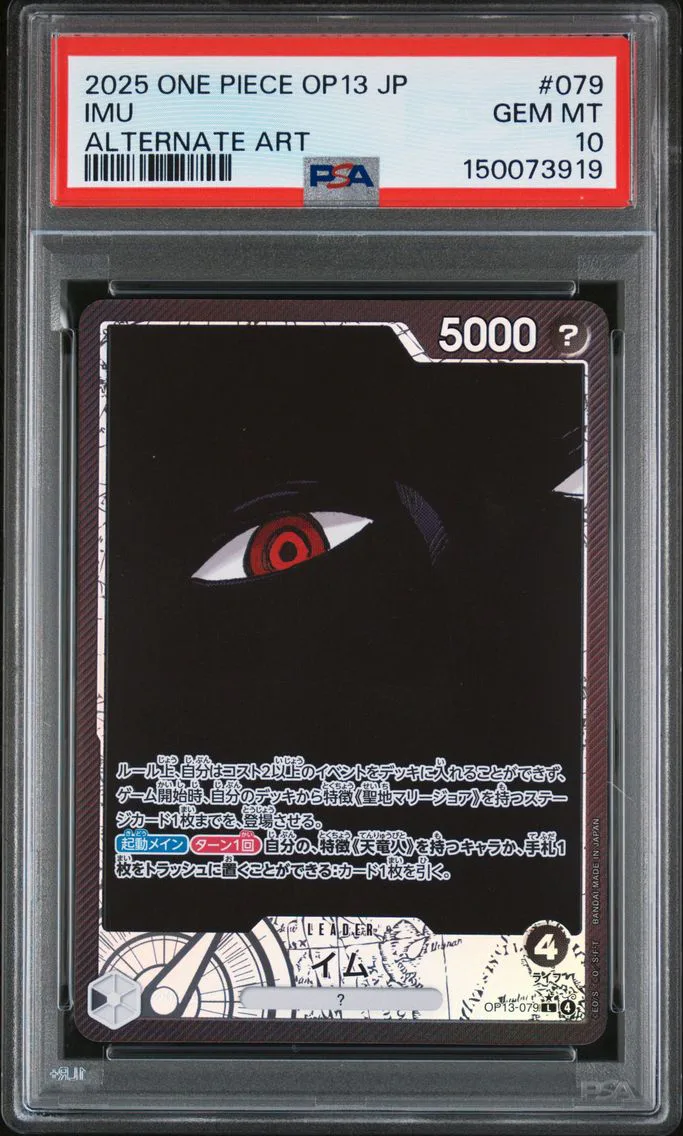 2025 ONE PIECE OP13 JP #079
IMU GEM MT
ALTERNATE ART 10
PSA 150073919
5000 ?
ルール上、自分はコスト2以上のイベントをデッキに入れることができず、
ゲーム開始時、自分のデッキから特徴《聖地マリージョア》を持つステー
ジカード1枚までを、登場させる。
起動メイン ターン1回 自分の、特徴《天竜人》を持つキャラか、手札1
枚をトラッシュに置くことができる:カード1枚を引く。
LEADER
イム
?
4
ライフ
OP13-079 L 4
BANDAI MADE IN JAPAN
PSA